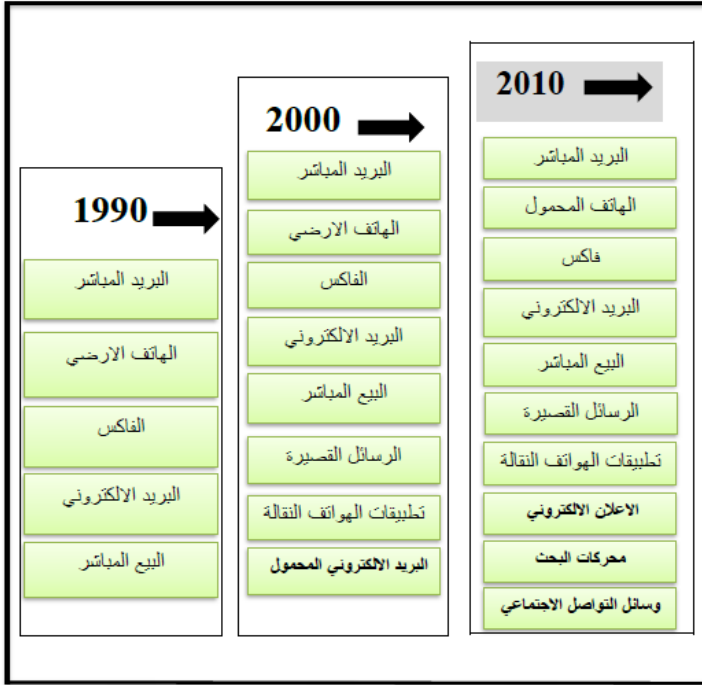 1990
البريد المباشر
الهاتف الارضي
الفاكس
البريد الالكتروني
البيع المباشر
2000
البريد المباشر
الهاتف الارضي
الفاكس
البريد الالكتروني
البيع المباشر
الرسائل القصيرة
تطبيقات الهواتف النقالة
البريد الالكتروني المحمول
2010
البريد المباشر
الهاتف المحمول
فاكس
البريد الالكتروني
البيع المباشر
الرسائل القصيرة
تطبيقات الهواتف النقالة
الاعلان الالكتروني
محركات البحث
وسائل التواصل الاجتماعي